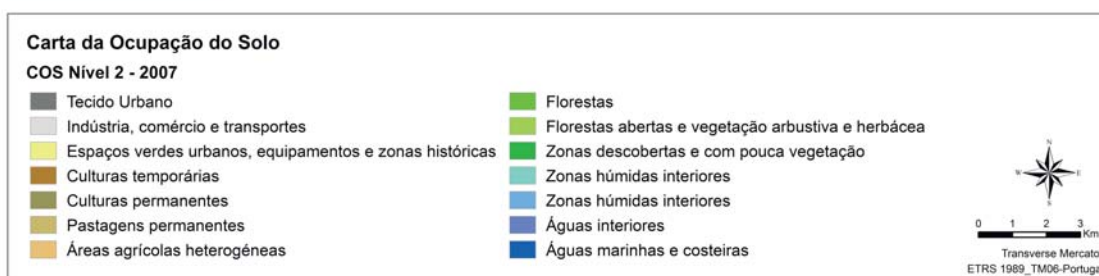 Carta da Ocupação do Solo
COS Nível 2 - 2007
Tecido Urbano
Indústria, comércio e transportes
Espaços verdes urbanos, equipamentos e zonas históricas
Culturas temporárias
Culturas permanentes
Pastagens permanentes
Áreas agrícolas heterogéneas
Florestas
Florestas abertas e vegetação arbustiva e herbácea
Zonas descobertas e com pouca vegetação
Zonas húmidas interiores
Zonas húmidas interiores
Águas interiores
Águas marinhas e costeiras
N
W E
S
0 1 2 3
Km
Transverse Mercato
ETRS 1989_TM06-Portuga